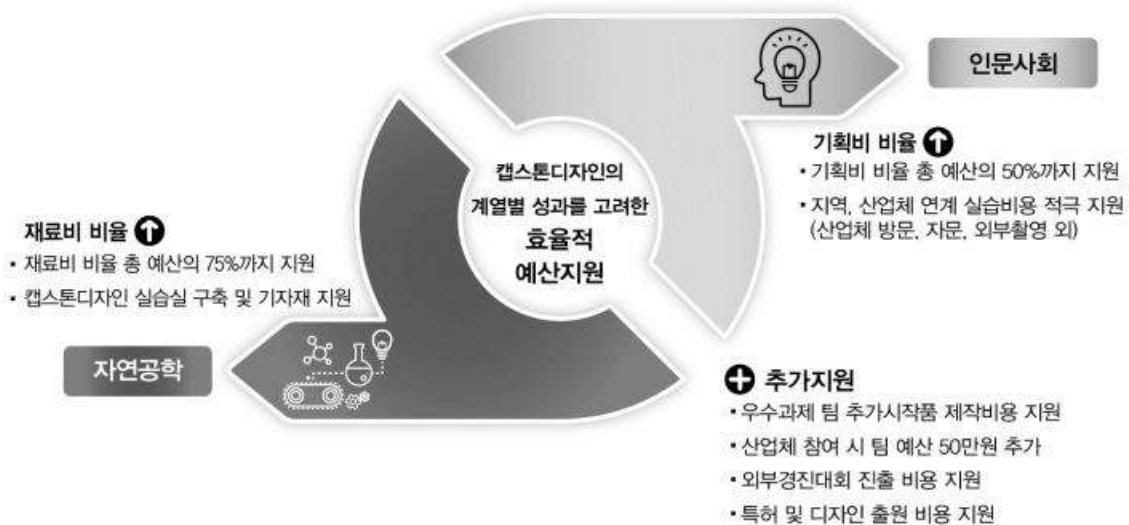 인문사회
기획비 비율
• 기획비 비율 총 예산의 50%까지 지원
• 지역, 산업체 연계 실습비용 적극 지원
(산업체 방문, 자문, 외부촬영 외)
캡스톤디자인의
계열별 성과를 고려한
효율적
예산지원
재료비 비율
• 재료비 비율 총 예산의 75%까지 지원
• 캡스톤디자인 실습실 구축 및 기자재 지원
자연공학
추가지원
• 우수과제 팀 추가시작품 제작비용 지원
• 산업체 참여 시 팀 예산 50만원 추가
• 외부경진대회 진출 비용 지원
• 특허 및 디자인 출원 비용 지원